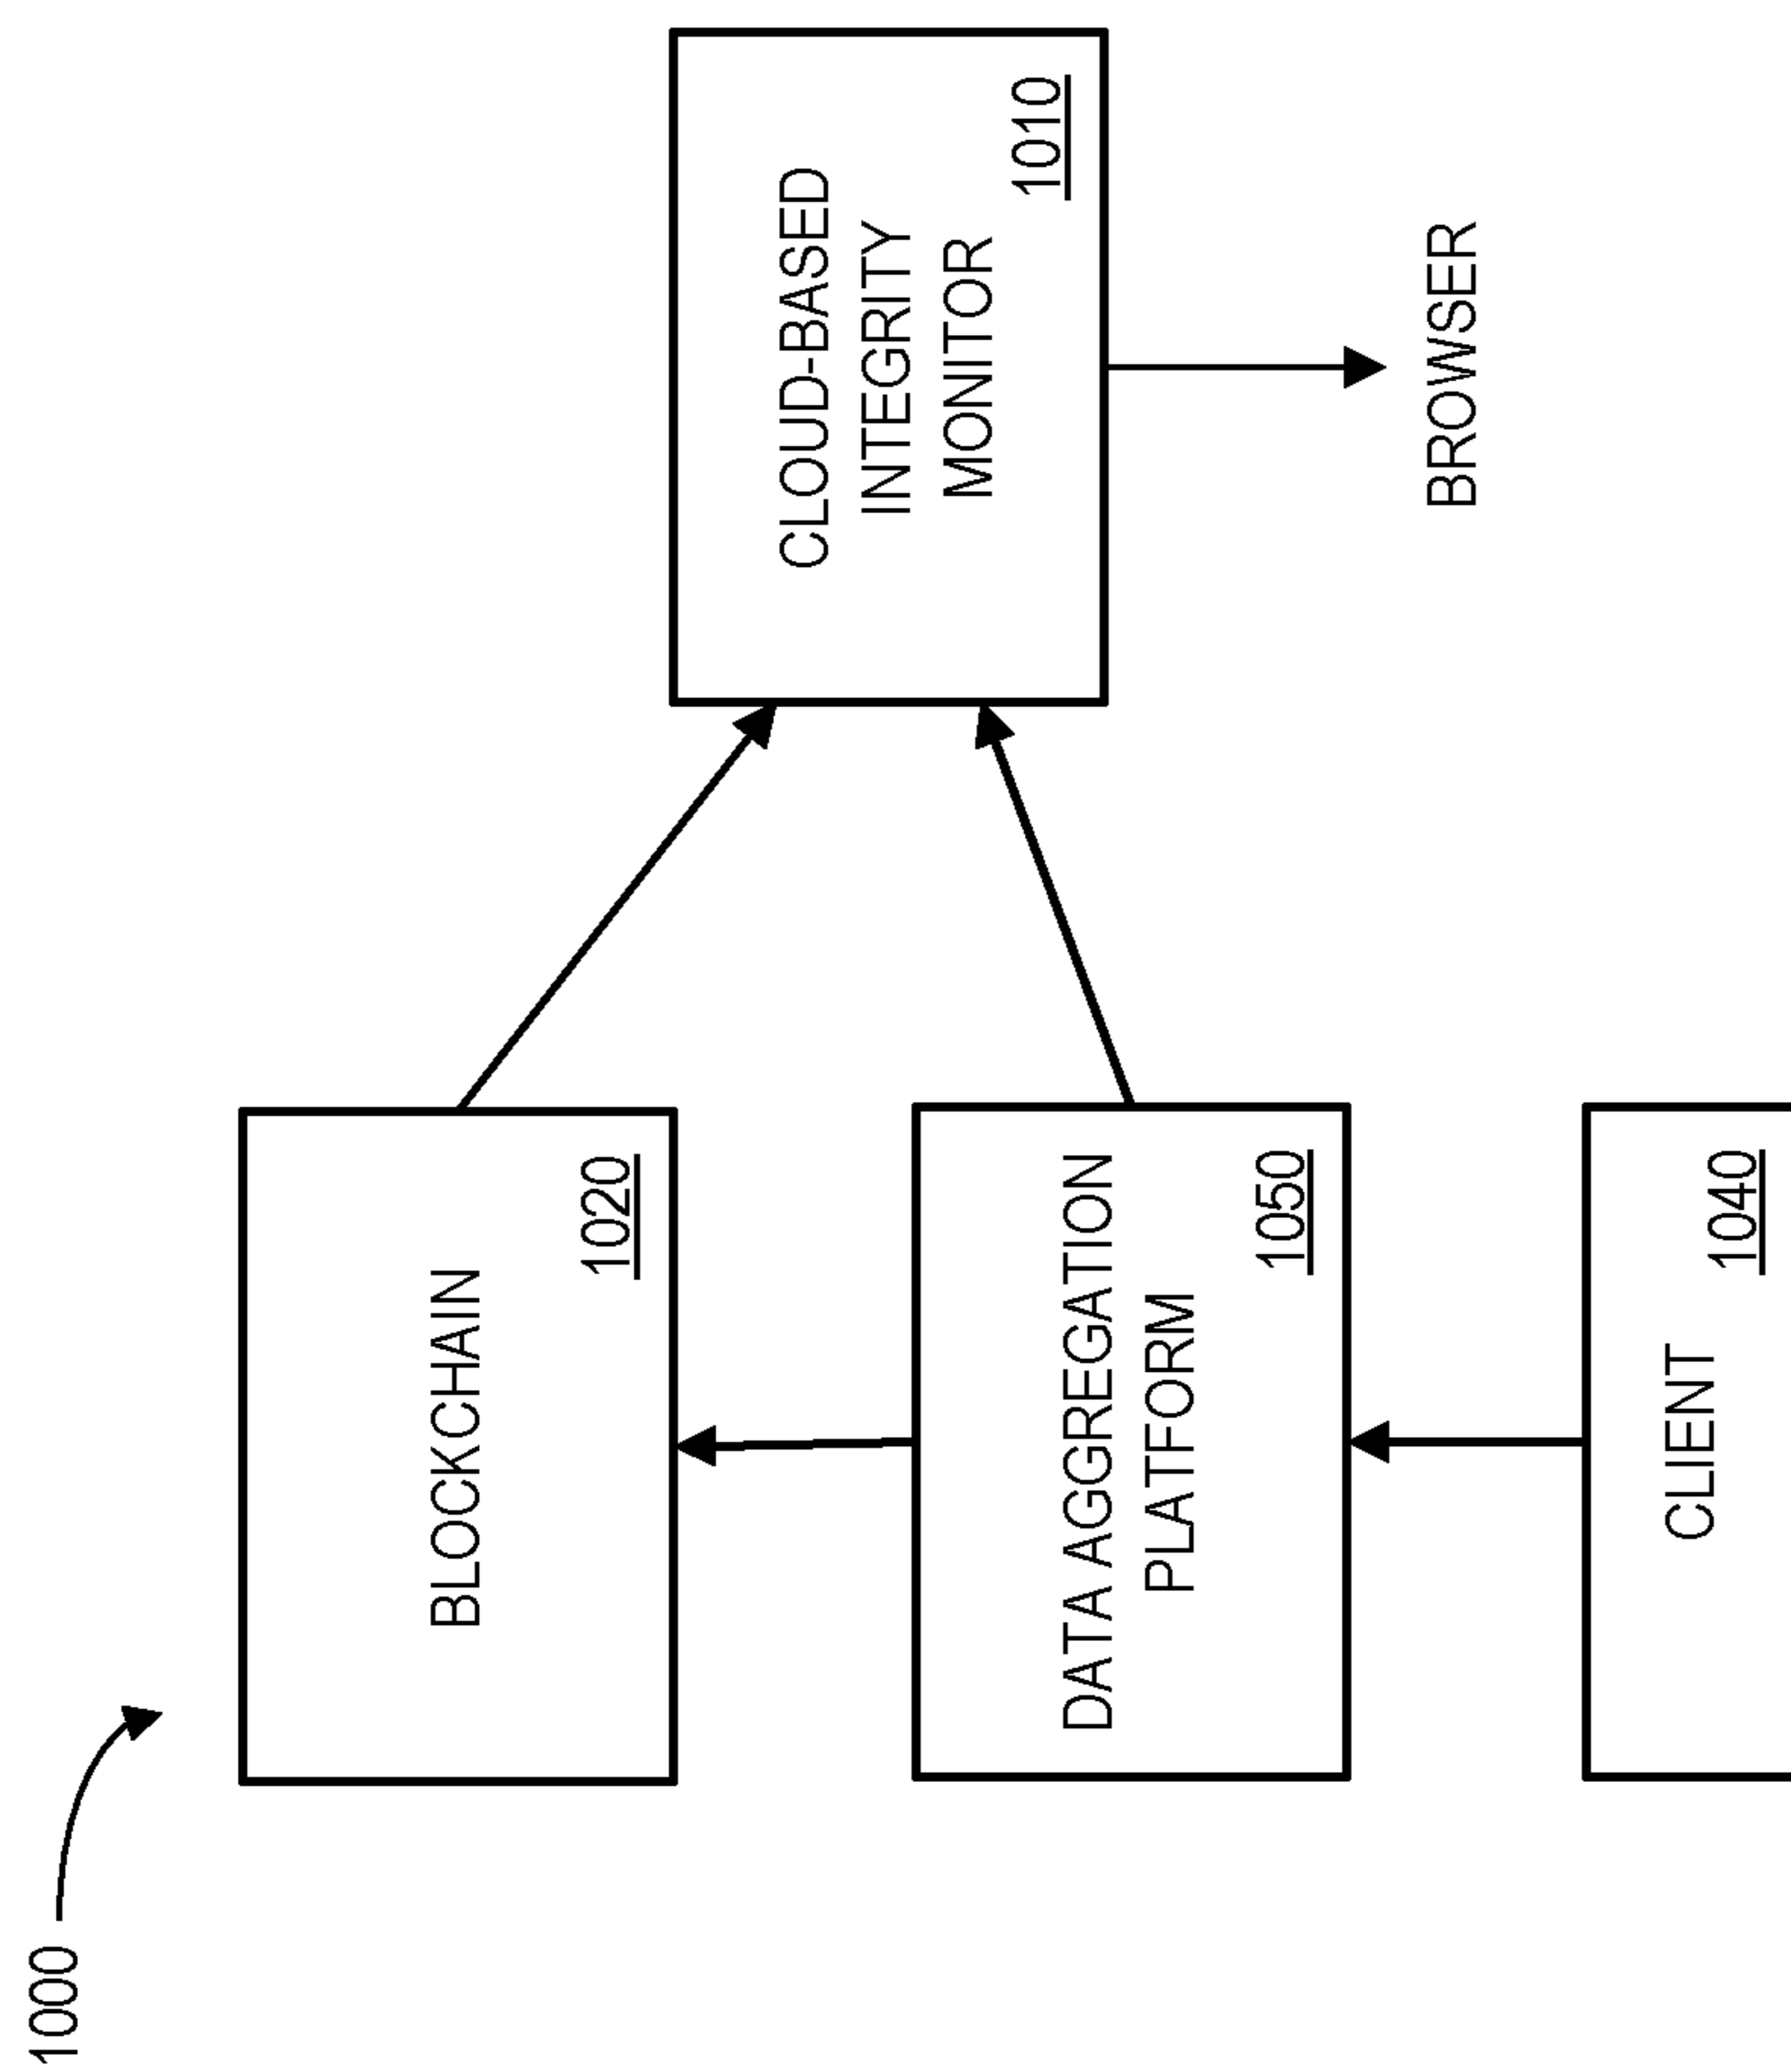 1000
BLOCKCHAIN
1020
CLOUD-BASED
INTEGRITY
MONITOR
1010
DATA AGGREGATION
PLATFORM
1050
BROWSER
CLIENT
1040